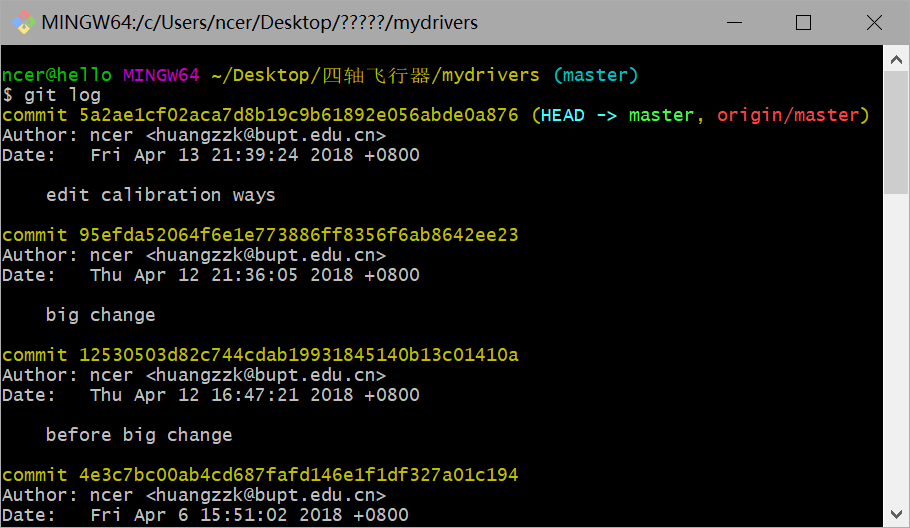 MINGW64:/c/Users/ncer/Desktop/?????/mydrivers
ncer@hello MINGW64 ~/Desktop/四轴飞行器/mydrivers (master)
$ git log
commit 5a2ae1cf02aca7d8b19c9b61892e056abde0a876 (HEAD -> master, origin/master)
Author: ncer <huangzzk@bupt.edu.cn>
Date:   Fri Apr 13 21:39:24 2018 +0800
    edit calibration ways
commit 95efda52064f6e1e773886ff8356f6ab8642ee23
Author: ncer <huangzzk@bupt.edu.cn>
Date:   Thu Apr 12 21:36:05 2018 +0800
    big change
commit 12530503d82c744cdab19931845140b13c01410a
Author: ncer <huangzzk@bupt.edu.cn>
Date:   Thu Apr 12 16:47:21 2018 +0800
    before big change
commit 4e3c7bc00ab4cd687fafd146e1f1df327a01c194
Author: ncer <huangzzk@bupt.edu.cn>
Date:   Fri Apr 6 15:51:02 2018 +0800